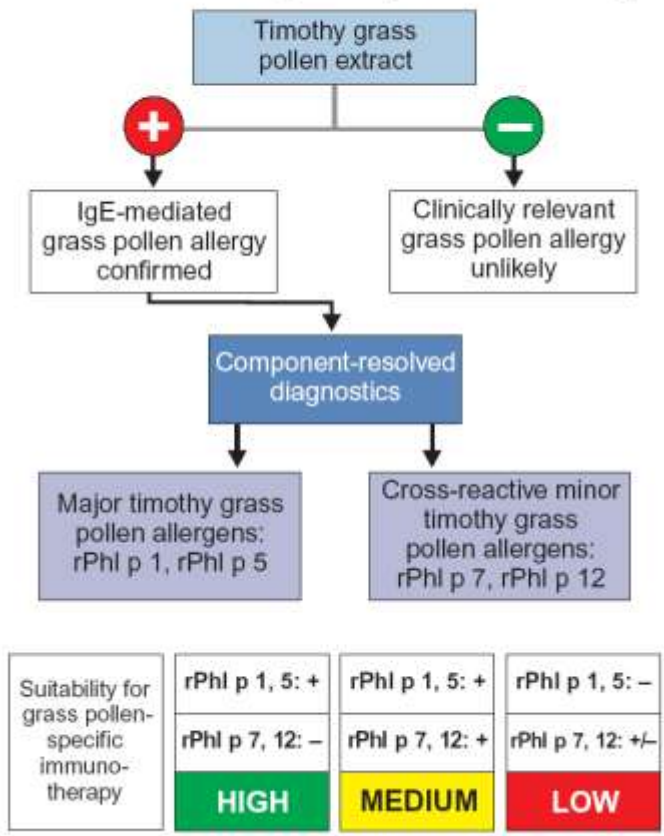 Timothy grass
pollen extract
+
–
IgE-mediated
grass pollen allergy
confirmed
Clinically relevant
grass pollen allergy
unlikely
Component-resolved
diagnostics
Major timothy grass
pollen allergens:
rPhl p 1, rPhl p 5
Cross-reactive minor
timothy grass
pollen allergens:
rPhl p 7, rPhl p 12
Suitability for
grass pollen-
specific
immuno-
therapy
rPhl p 1, 5: +
rPhl p 7, 12: –
HIGH
rPhl p 1, 5: +
rPhl p 7, 12: +
MEDIUM
rPhl p 1, 5: –
rPhl p 7, 12: +/–
LOW